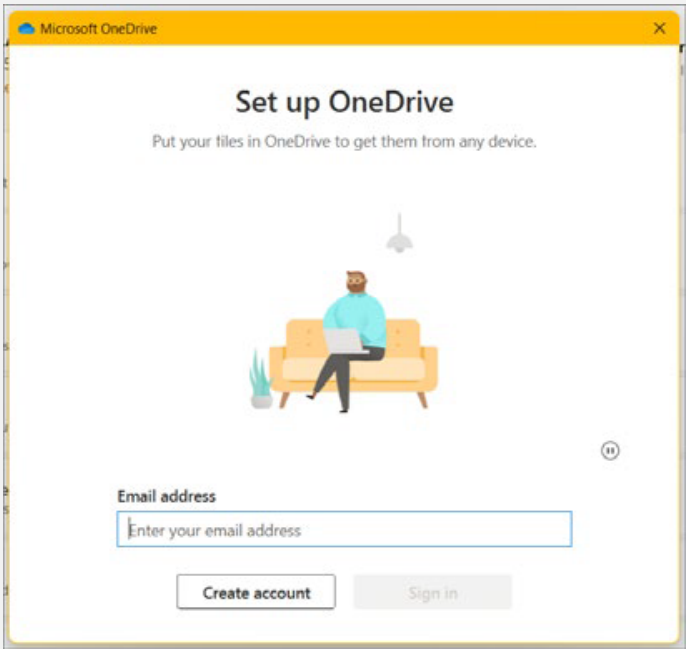 Microsoft OneDrive
Set up OneDrive
Put your files in OneDrive to get them from any device.
Email address
Enter your email address
Create account
Sign in